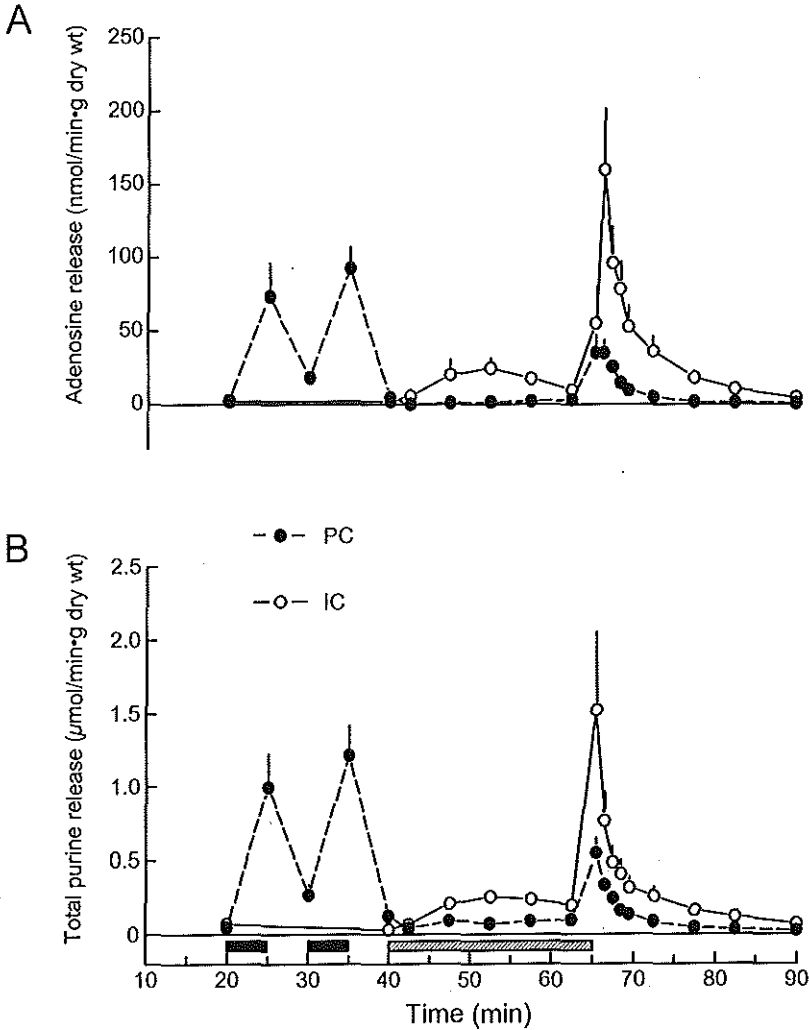 A
Adenosine release (nmol/min•g dry wt)
250
200
150
100
50
0
B
PC
IC
Total purine release (µmol/min•g dry wt)
2.5
2.0
1.5
1.0
0.5
0
10 20 30 40 50 60 70 80 90
Time (min)